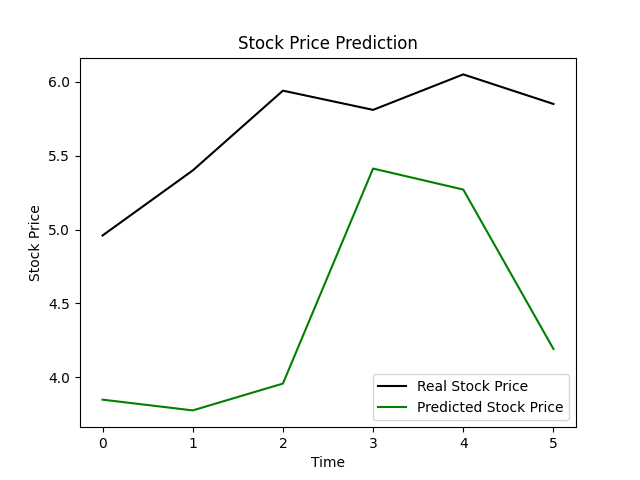 Stock Price Prediction
6.0
5.5
5.0
4.5
4.0
Stock Price
Real Stock Price
Predicted Stock Price
0 1 2 3 4 5
Time